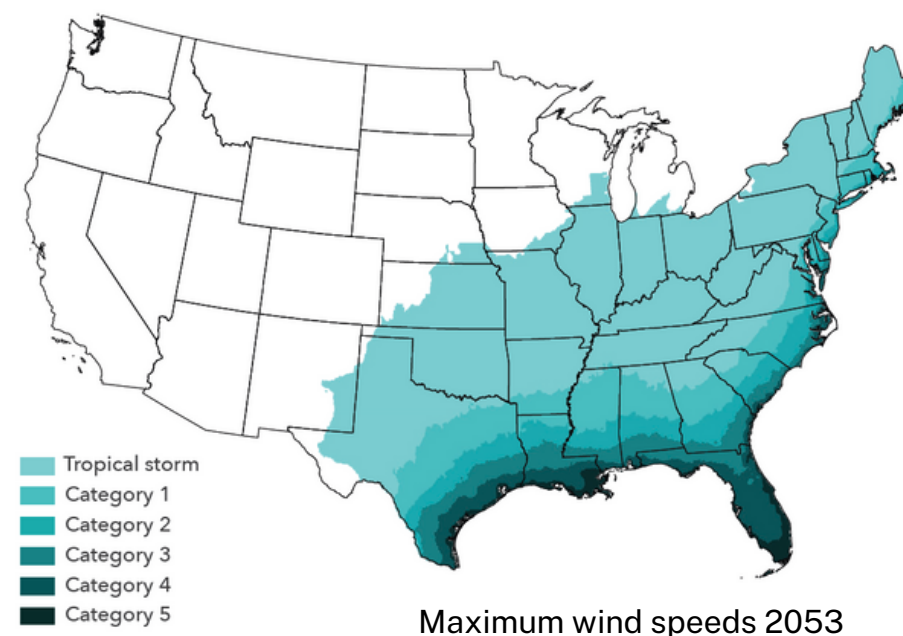 Tropical storm
Category 1
Category 2
Category 3
Category 4
Category 5
Maximum wind speeds 2053